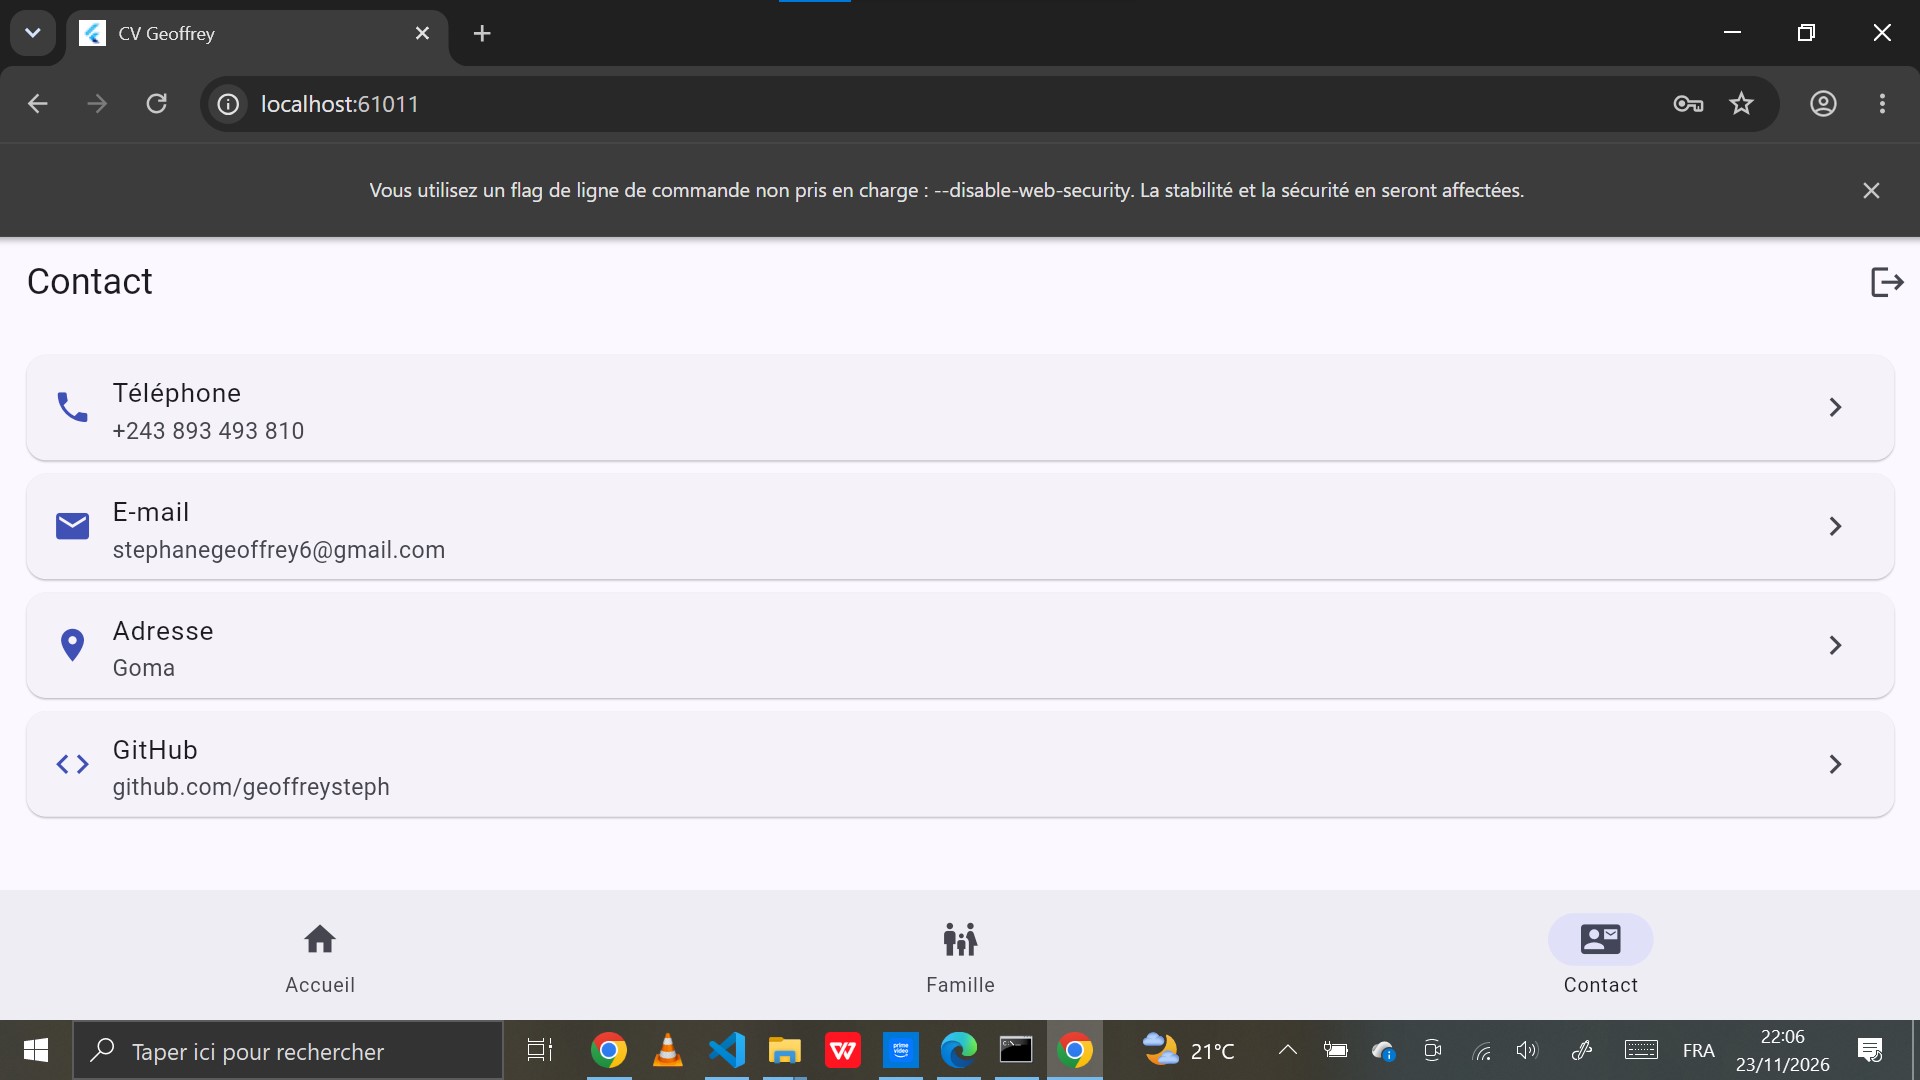 CV Geoffrey
localhost:61011
Vous utilisez un flag de ligne de commande non pris en charge : --disable-web-security. La stabilité et la sécurité en seront affectées.
Contact
Téléphone
+243 893 493 810
E-mail
stephanegeoffrey6@gmail.com
Adresse
Goma
GitHub
github.com/geoffreysteph
Accueil
Famille
Contact
Taper ici pour rechercher
prime video
21°C
FRA
22:06
23/11/2026